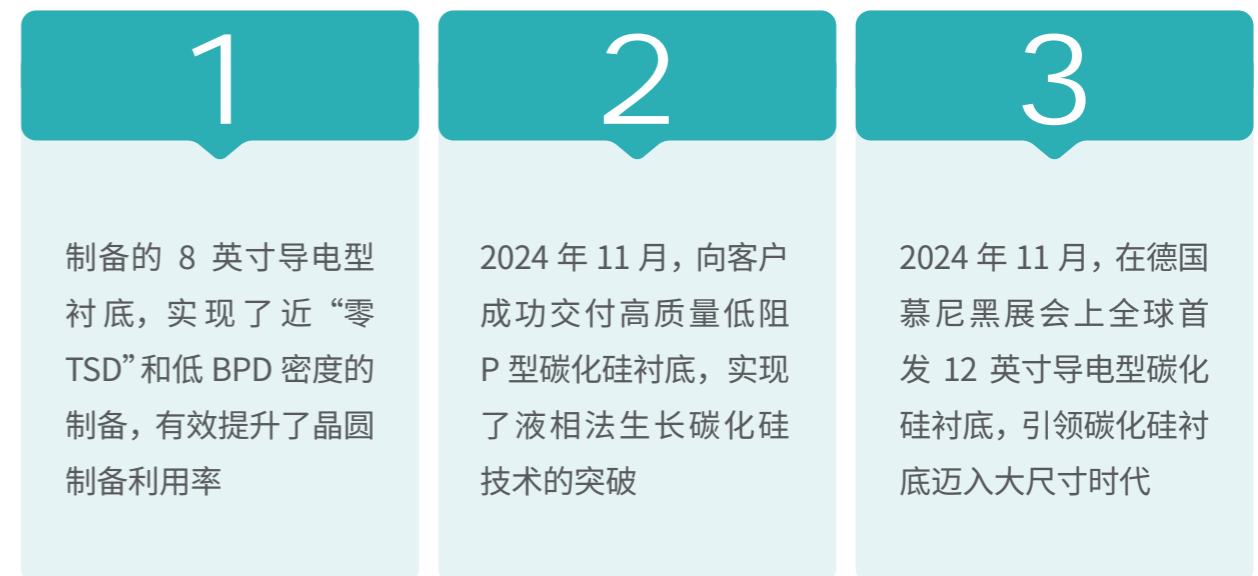 1
制备的 8 英寸导电型
衬底，实现了近“零
TSD”和低 BPD 密度的
制备，有效提升了晶圆
制备利用率
2
2024 年 11 月，向客户
成功交付高质量低阻
P 型碳化硅衬底，实现
了液相法生长碳化硅
技术的突破
3
2024 年 11 月，在德国
慕尼黑展会上全球首
发 12 英寸导电型碳化
硅衬底，引领碳化硅衬
底迈入大尺寸时代